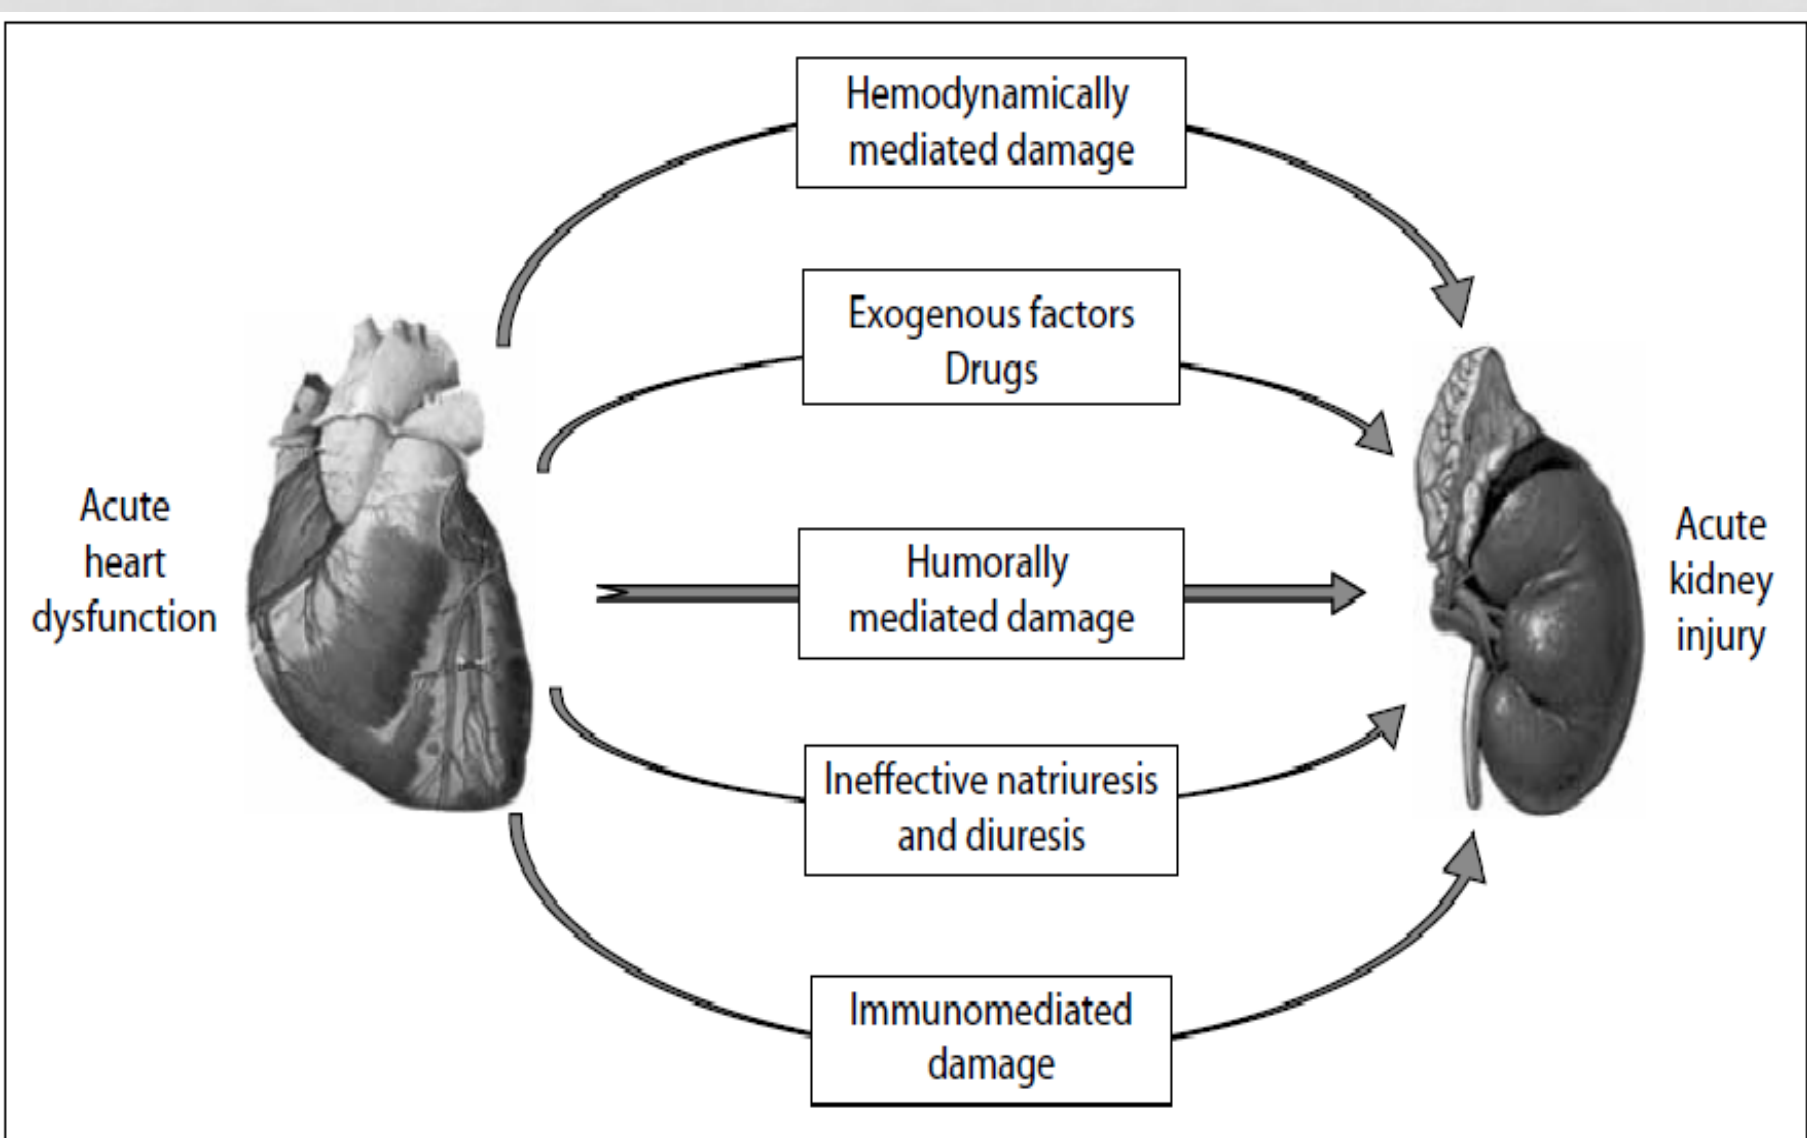 Hemodynamically
mediated damage
Exogenous factors
Drugs
Acute
heart
dysfunction
Humorally
mediated damage
Acute
kidney
injury
Ineffective natriuresis
and diuresis
Immunomediated
damage